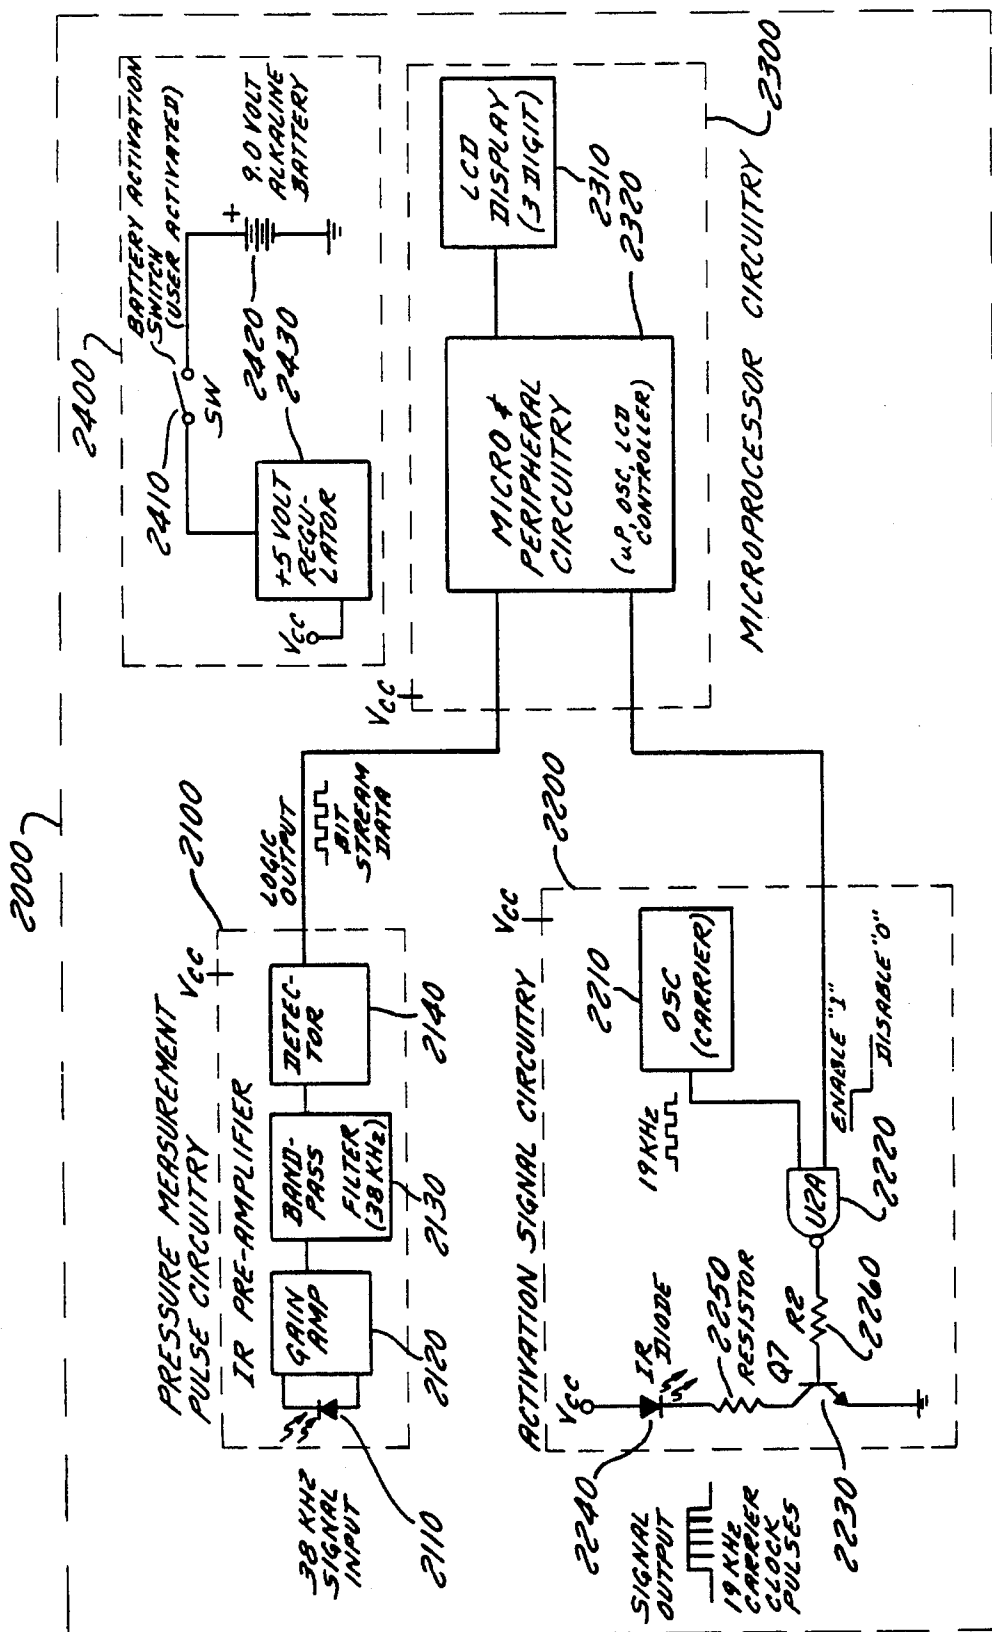 2000
2400
BATTERY ACTIVATION
SWITCH
(USER ACTIVATED)
2410
SW
+
9.0 VOLT
ALKALINE
BATTERY
2420
2430
+5 VOLT
REGU-
LATOR
VCC
PRESSURE MEASUREMENT
PULSE CIRCUITRY
VCC
2100
IR PRE-AMPLIFIER
38 KHZ
SIGNAL
INPUT
2110
GAIN
AMP
2120
BAND-
PASS
FILTER
(38 KHz)
2130
DETEC-
TOR
2140
LOGIC
OUTPUT
BIT
STREAM
DATA
VCC
LCD
DISPLAY
(3 DIGIT)
2310
2320
MICRO &
PERIPHERAL
CIRCUITRY
(uP, OSC, LCD
CONTROLLER)
2300
MICROPROCESSOR CIRCUITRY
ACTIVATION SIGNAL CIRCUITRY
VCC
2200
2210
OSC
(CARRIER)
19 KHz
ENABLE "1"
DISABLE "0"
U2A
2220
R2
2260
VCC
IR
DIODE
2240
2250
RESISTOR
Q7
2230
SIGNAL
OUTPUT
19 KHz
CARRIER
CLOCK
PULSES